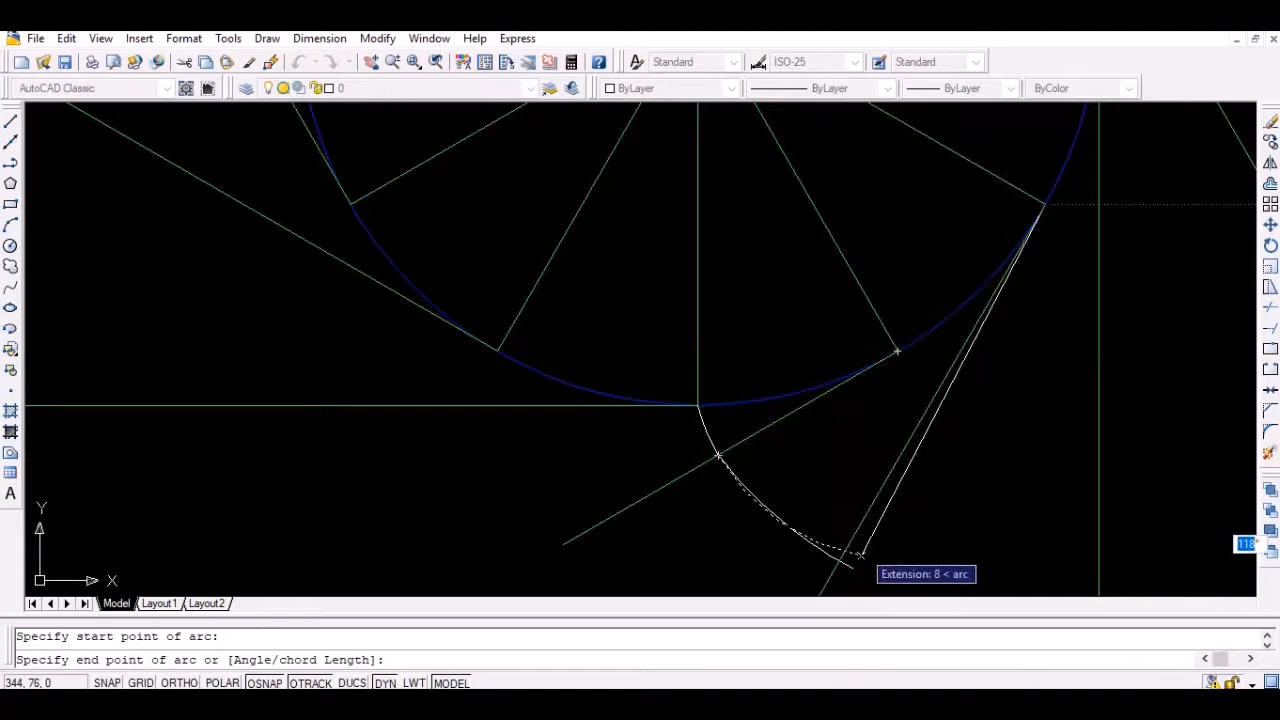 File Edit View Insert Format Tools Draw Dimension Modify Window Help Express
Standard ISO-25 Standard
AutoCAD Classic 0 ByLayer ByLayer ByLayer ByColor
A
118
Extension: 8 < arc
Y
X
Model Layout1 Layout2
Specify start point of arc:
Specify end point of arc or [Angle/chord Length]:
344, 76, 0 SNAP GRID ORTHO POLAR OSNAP OTRACK DUCS DYN LWT MODEL